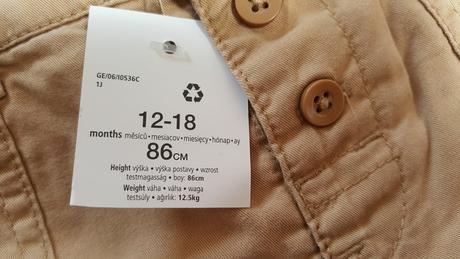 GE/06/I0536C
1J
12-18
months měsíců • mesiacov • miesięcy • hónap • ay
86CM
Height výška • výška postavy • wzrost
testmagasság • boy: 86cm
Weight váha • váha • waga
testsúly • ağırlık: 12.5kg